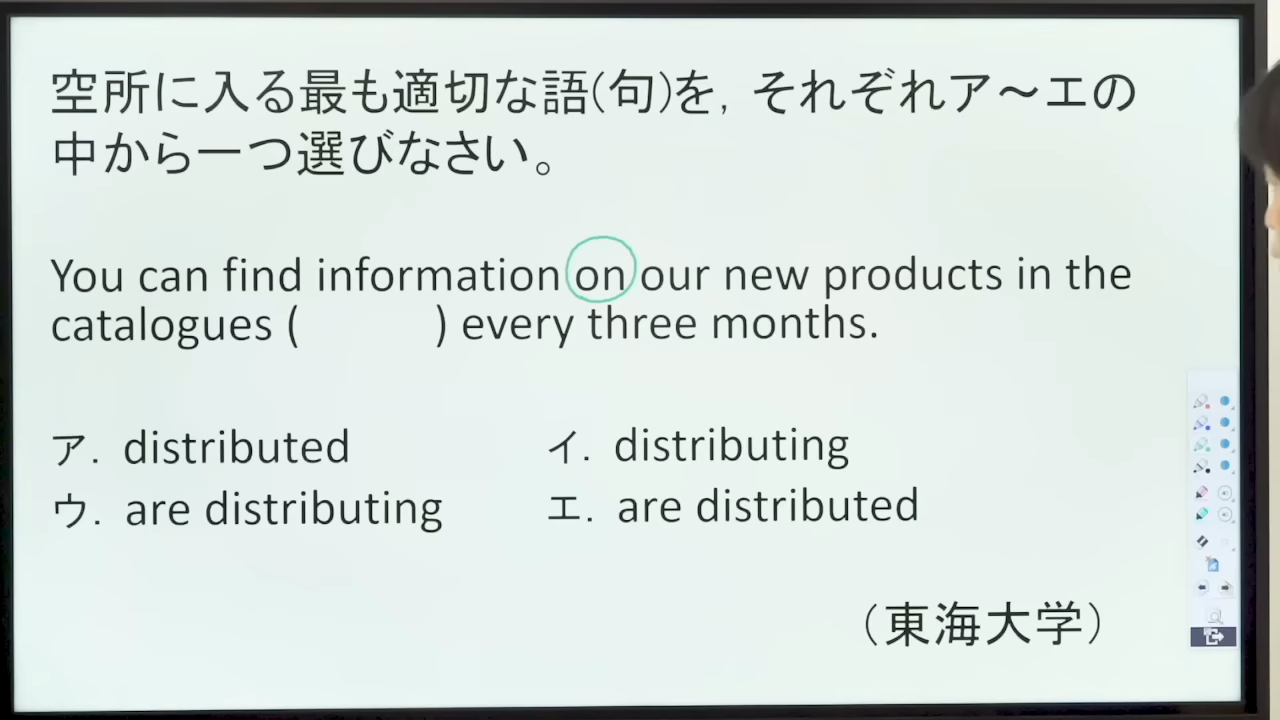 空所に入る最も適切な語(句)を, それぞれア～エの
中から一つ選びなさい。
You can find information on our new products in the
catalogues (          ) every three months.
ア. distributed  イ. distributing
ウ. are distributing  エ. are distributed
(東海大学)